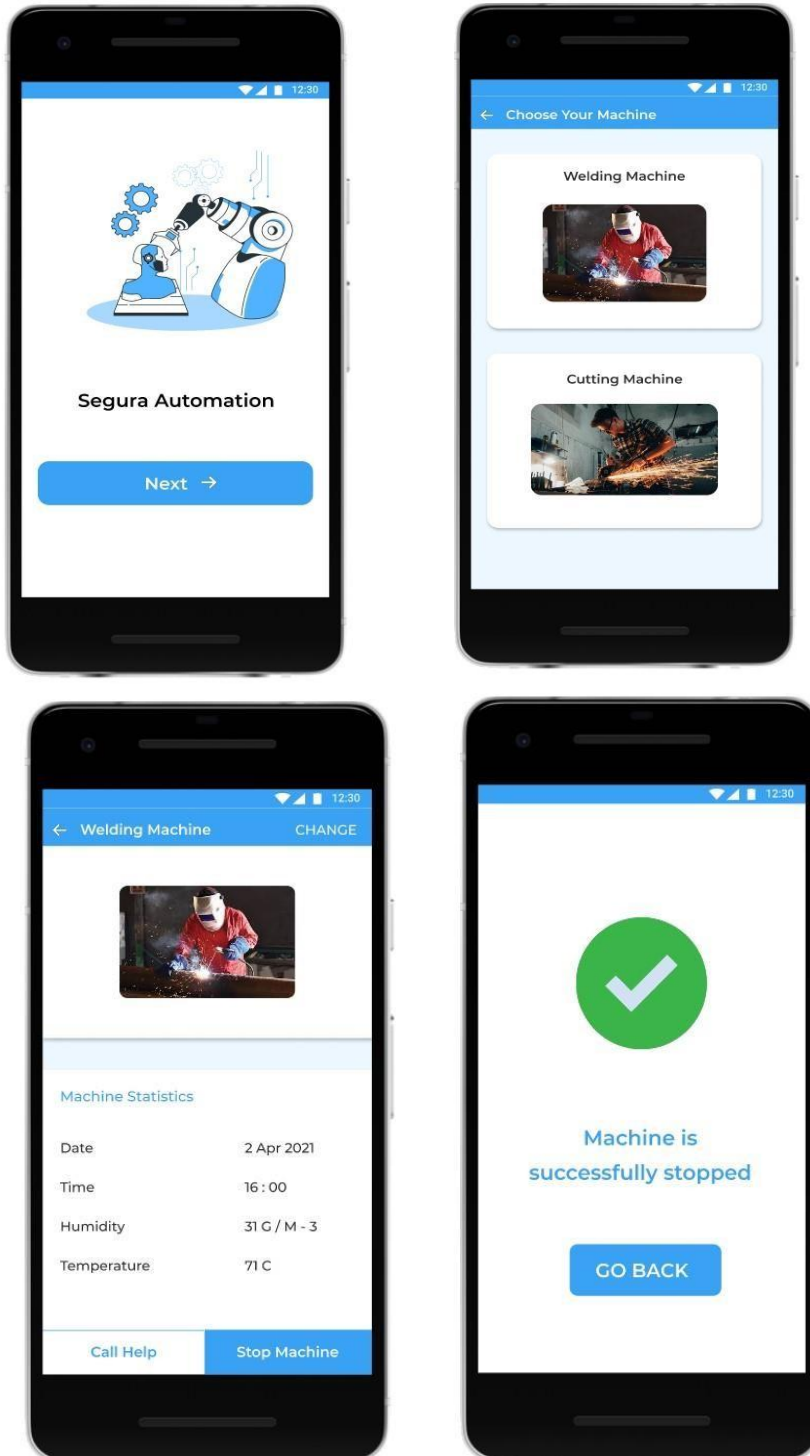 12:30
Segura Automation
Next →
12:30
← Choose Your Machine
Welding Machine
Cutting Machine
12:30
← Welding Machine CHANGE
Machine Statistics
Date 2 Apr 2021
Time 16 : 00
Humidity 31 G / M - 3
Temperature 71 C
Call Help Stop Machine
12:30
Machine is
successfully stopped
GO BACK